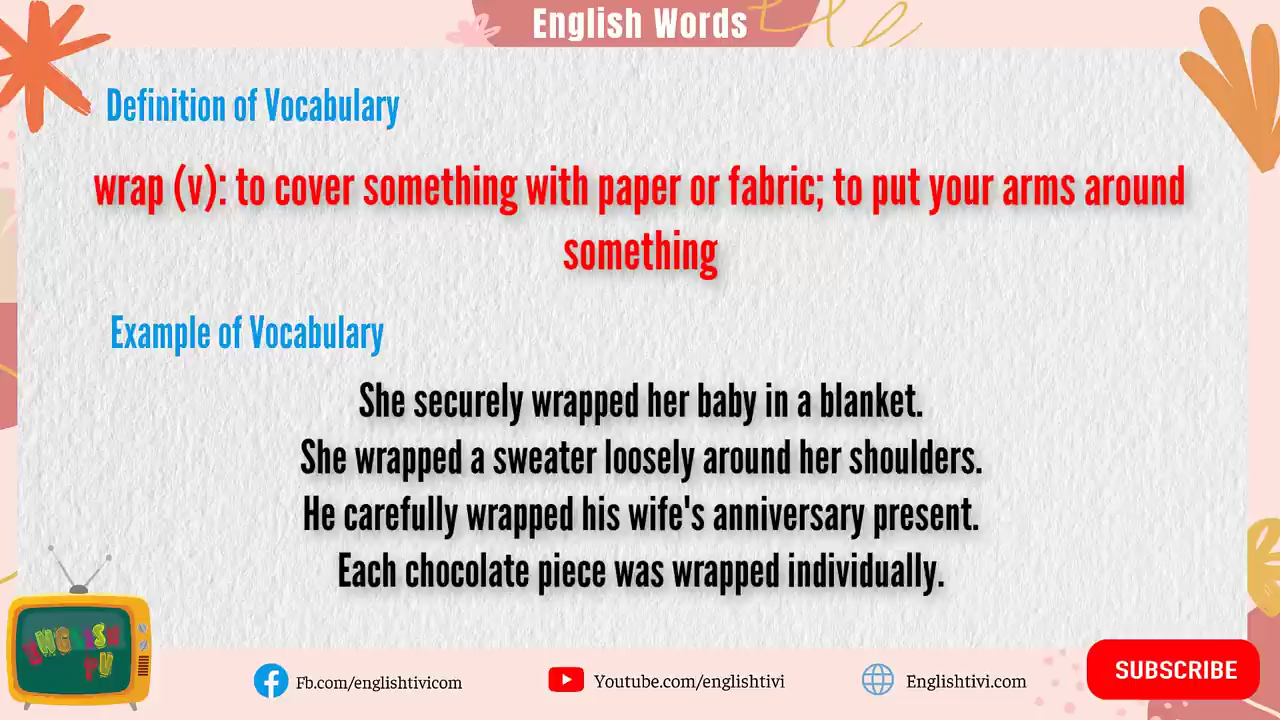 English Words
Definition of Vocabulary
wrap (v): to cover something with paper or fabric; to put your arms around
something
Example of Vocabulary
She securely wrapped her baby in a blanket.
She wrapped a sweater loosely around her shoulders.
He carefully wrapped his wife's anniversary present.
Each chocolate piece was wrapped individually.
ENGLISH
TV
Fb.com/englishtivicom
Youtube.com/englishtivi
Englishtivi.com
SUBSCRIBE